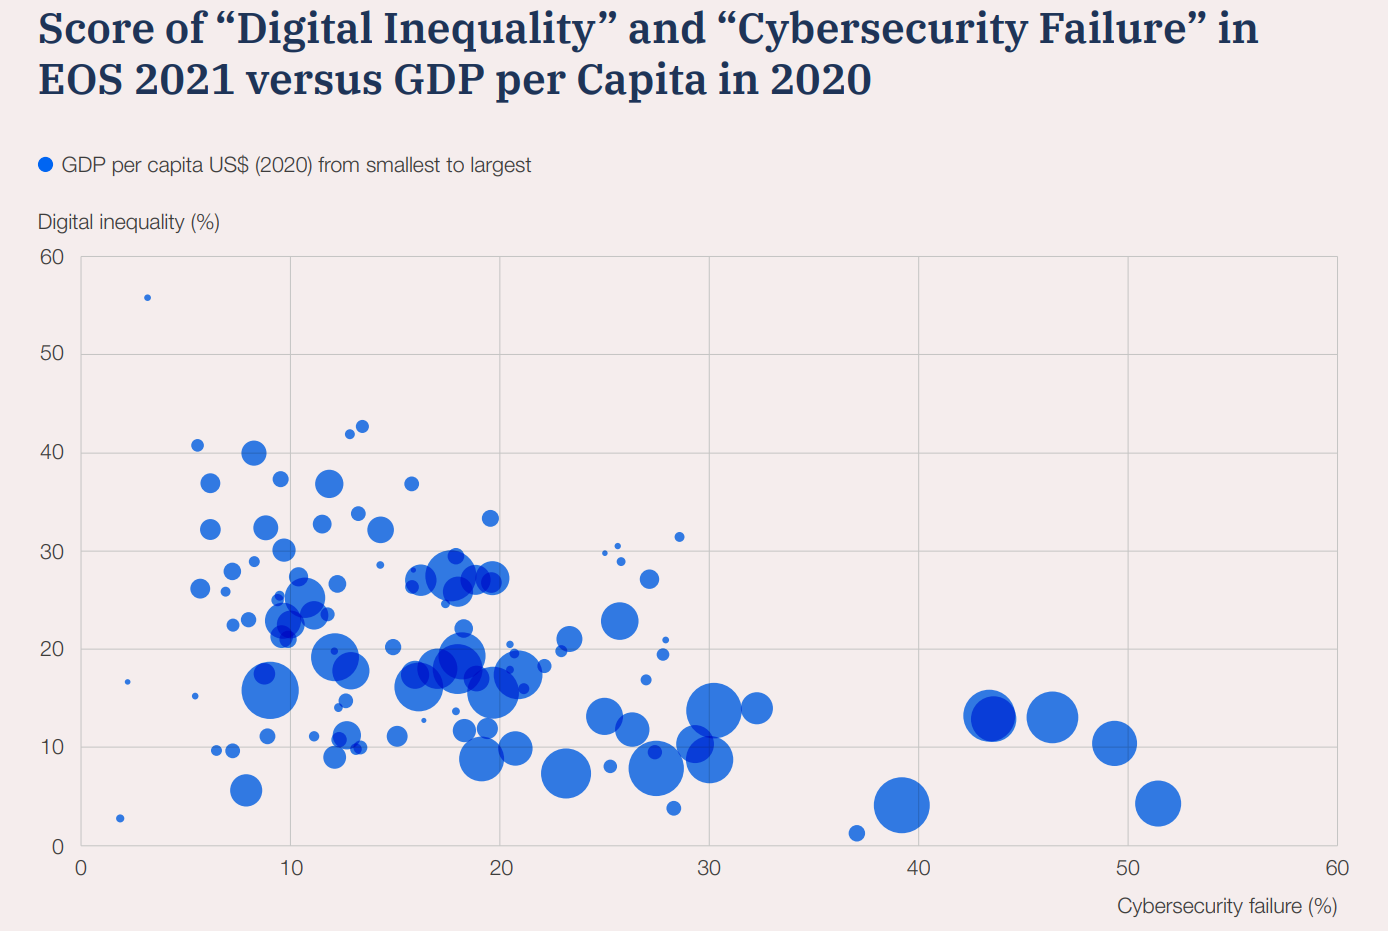 Score of “Digital Inequality” and “Cybersecurity Failure” in
EOS 2021 versus GDP per Capita in 2020
GDP per capita US$ (2020) from smallest to largest
Digital inequality (%)
60
50
40
30
20
10
0
0 10 20 30 40 50 60
Cybersecurity failure (%)